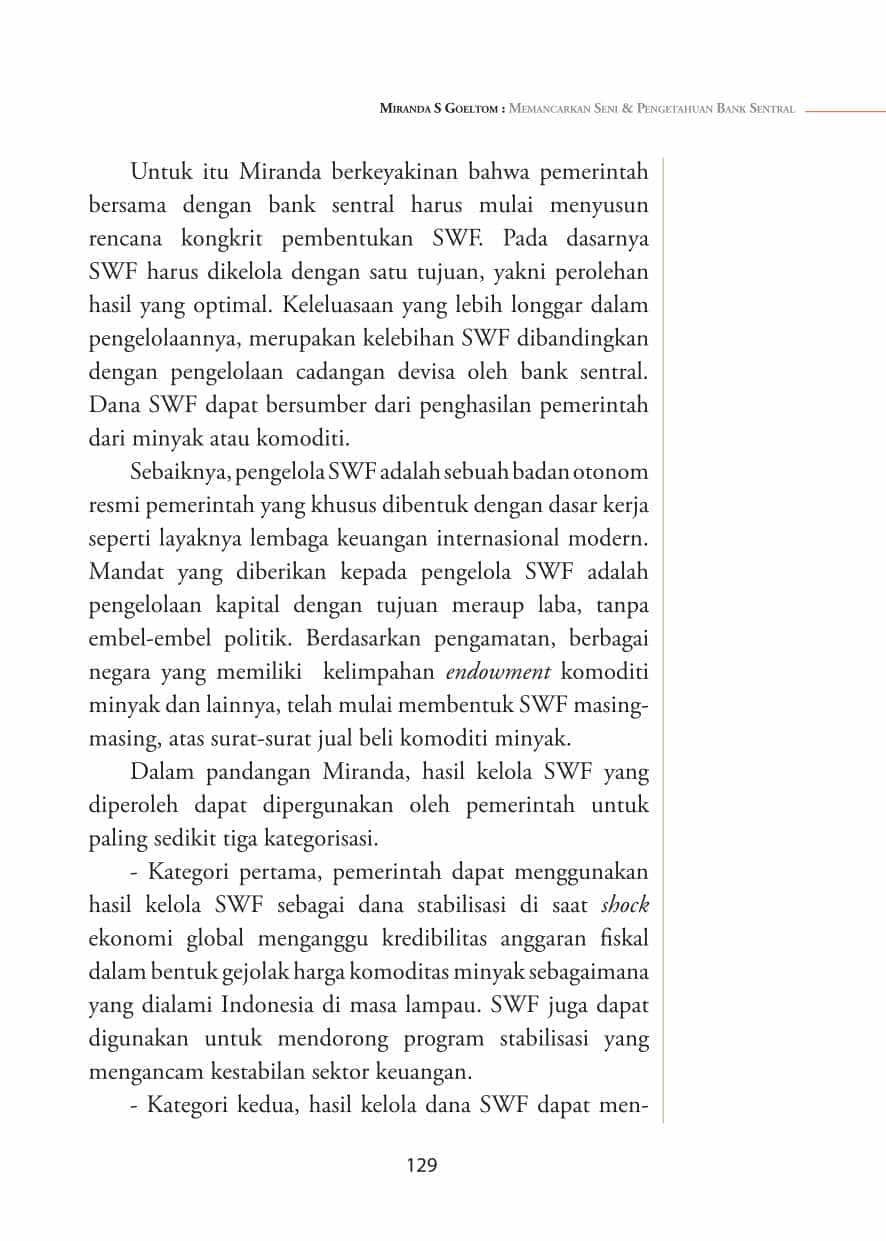 Miranda S Goeltom : Memancarkan Seni & Pengetahuan Bank Sentral
Untuk itu Miranda berkeyakinan bahwa pemerintah
bersama dengan bank sentral harus mulai menyusun
rencana kongkrit pembentukan SWF. Pada dasarnya
SWF harus dikelola dengan satu tujuan, yakni perolehan
hasil yang optimal. Keleluasaan yang lebih longgar dalam
pengelolaannya, merupakan kelebihan SWF dibandingkan
dengan pengelolaan cadangan devisa oleh bank sentral.
Dana SWF dapat bersumber dari penghasilan pemerintah
dari minyak atau komoditi.
Sebaiknya, pengelola SWF adalah sebuah badan otonom
resmi pemerintah yang khusus dibentuk dengan dasar kerja
seperti layaknya lembaga keuangan internasional modern.
Mandat yang diberikan kepada pengelola SWF adalah
pengelolaan kapital dengan tujuan meraup laba, tanpa
embel-embel politik. Berdasarkan pengamatan, berbagai
negara yang memiliki kelimpahan endowment komoditi
minyak dan lainnya, telah mulai membentuk SWF masing-
masing, atas surat-surat jual beli komoditi minyak.
Dalam pandangan Miranda, hasil kelola SWF yang
diperoleh dapat dipergunakan oleh pemerintah untuk
paling sedikit tiga kategorisasi.
- Kategori pertama, pemerintah dapat menggunakan
hasil kelola SWF sebagai dana stabilisasi di saat shock
ekonomi global menganggu kredibilitas anggaran fiskal
dalam bentuk gejolak harga komoditas minyak sebagaimana
yang dialami Indonesia di masa lampau. SWF juga dapat
digunakan untuk mendorong program stabilisasi yang
mengancam kestabilan sektor keuangan.
- Kategori kedua, hasil kelola dana SWF dapat men-
129